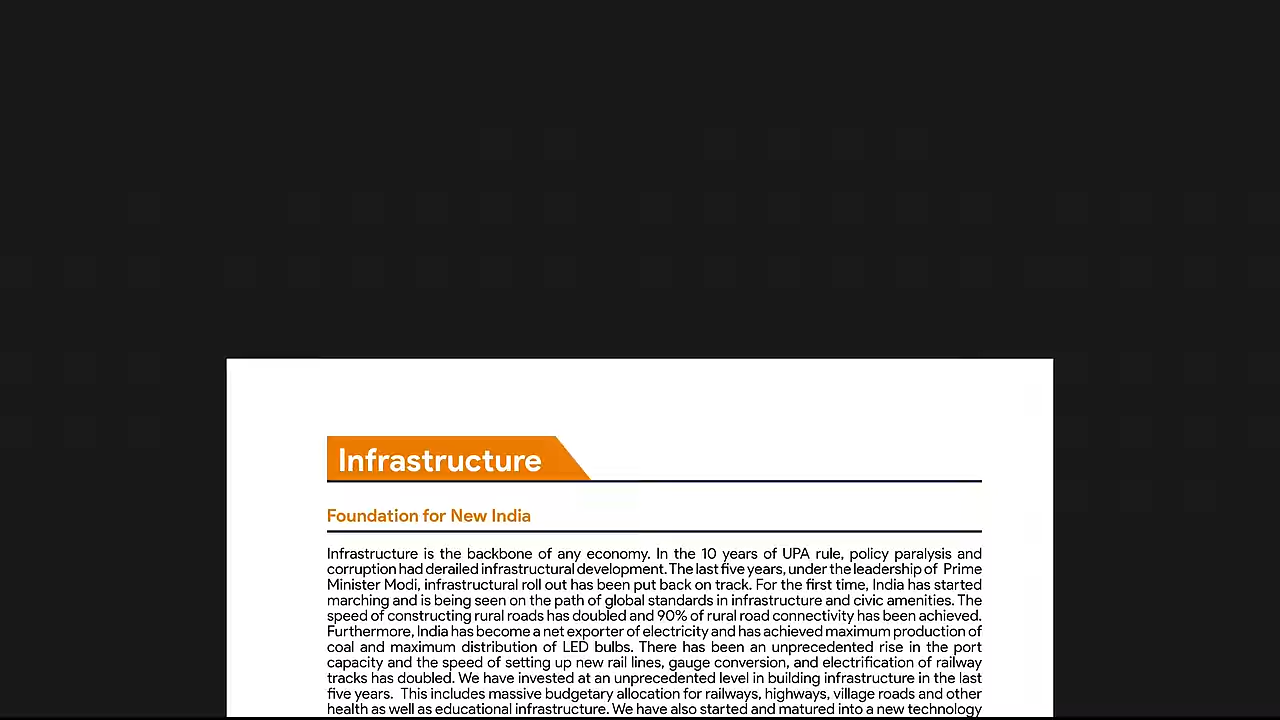 Infrastructure
Foundation for New India
Infrastructure is the backbone of any economy. In the 10 years of UPA rule, policy paralysis and
corruption had derailed infrastructural development. The last five years, under the leadership of Prime
Minister Modi, infrastructural roll out has been put back on track. For the first time, India has started
marching and is being seen on the path of global standards in infrastructure and civic amenities. The
speed of constructing rural roads has doubled and 90% of rural road connectivity has been achieved.
Furthermore, India has become a net exporter of electricity and has achieved maximum production of
coal and maximum distribution of LED bulbs. There has been an unprecedented rise in the port
capacity and the speed of setting up new rail lines, gauge conversion, and electrification of railway
tracks has doubled. We have invested at an unprecedented level in building infrastructure in the last
five years. This includes massive budgetary allocation for railways, highways, village roads and other
health as well as educational infrastructure. We have also started and matured into a new technology